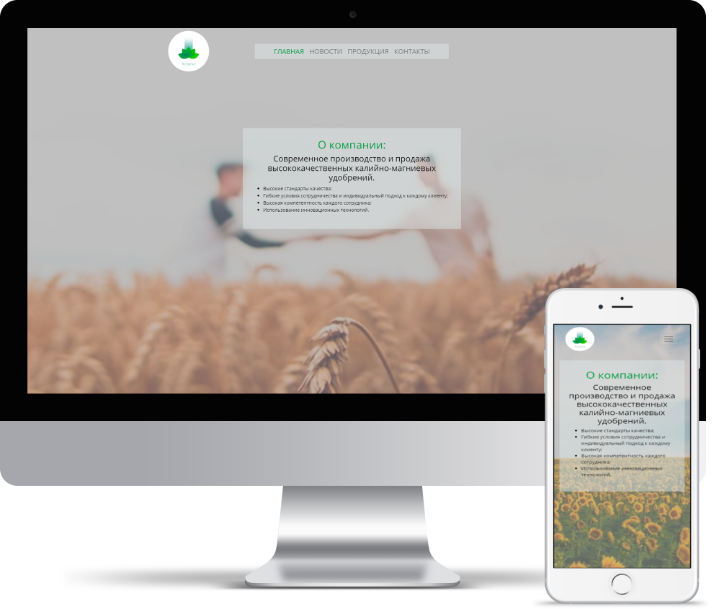 ГЛАВНАЯ НОВОСТИ ПРОДУКЦИЯ КОНТАКТЫ
О компании:
Современное производство и продажа
высококачественных калийно-магниевых
удобрений.
Высокие стандарты качества;
Гибкие условия сотрудничества и индивидуальный подход к каждому клиенту;
Высокая компетентность каждого сотрудника;
Использование инновационных технологий.
О компании:
Современное
производство и продажа
высококачественных
калийно-магниевых
удобрений.
Высокие стандарты качества;
Гибкие условия сотрудничества и
индивидуальный подход к каждому
клиенту;
Высокая компетентность каждого
сотрудника;
Использование инновационных
технологий.